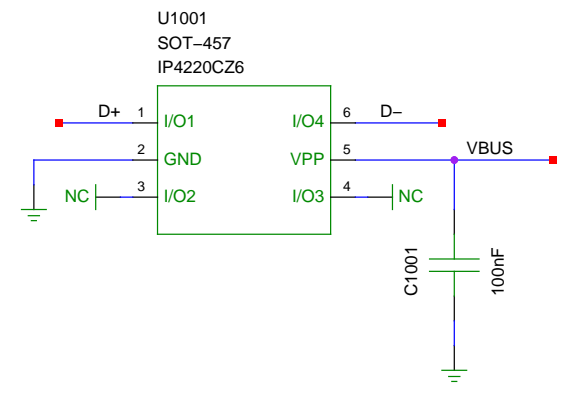 U1001
SOT−457
IP4220CZ6
D+ 1 I/O1 I/O4 6 D−
2 GND VPP 5 VBUS
NC 3 I/O2 I/O3 4 NC
C1001 100nF